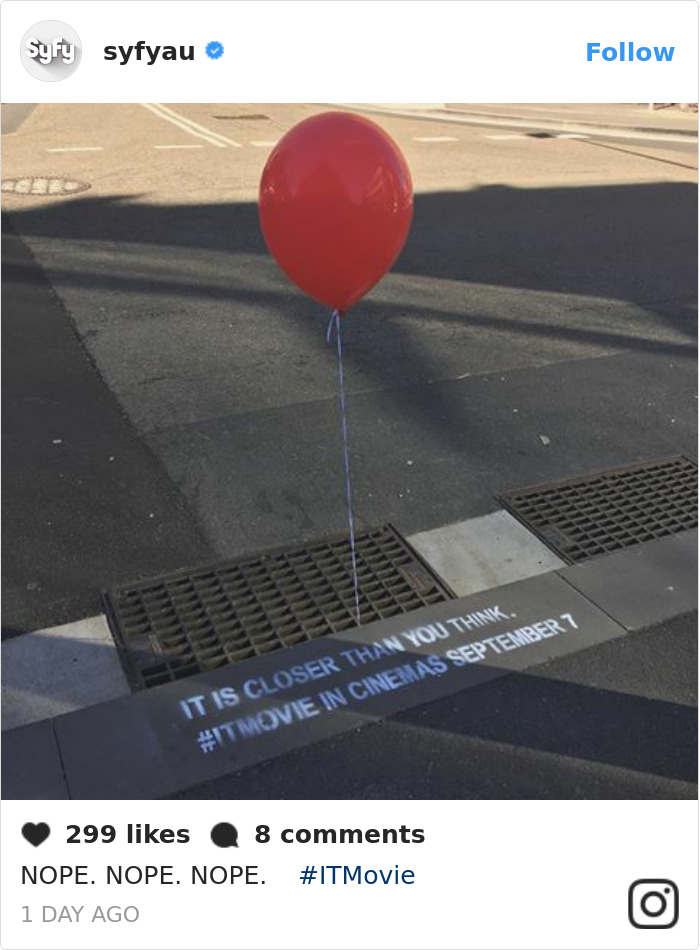 SyFy
syfyau
Follow
IT IS CLOSER THAN YOU THINK.
#ITMOVIE IN CINEMAS SEPTEMBER 7
299 likes 8 comments
NOPE. NOPE. NOPE. #ITMovie
1 DAY AGO